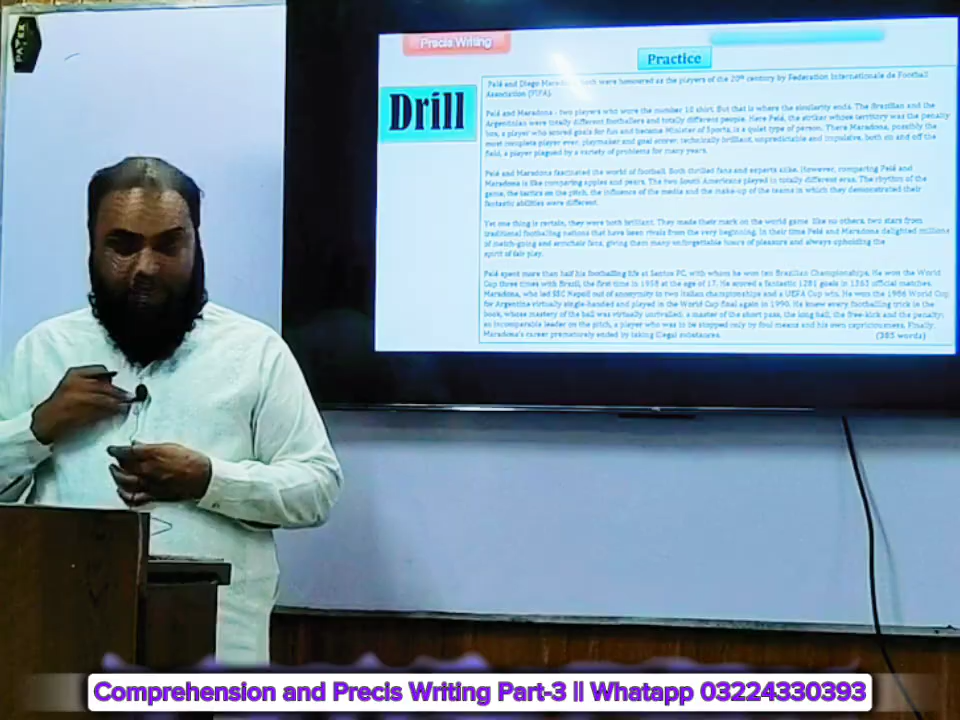 PATEX
Precis Writing
Practice
Drill
Pelé and Diego Maradona both were honoured as the players of the 20th century by Federation Internationale de Football
Association (FIFA).
Pelé and Maradona - two players who wore the number 10 shirt. But that is where the similarity ends. The Brazilian and the
Argentinian were totally different footballers and totally different people. Here Pelé, the striker whose territory was the penalty
box, a player who scored goals for fun and became Minister of Sports, is a quiet type of person. There Maradona, possibly the
most complete player ever, playmaker and goal scorer, technically brilliant, unpredictable and impulsive, both on and off the
field, a player plagued by a variety of problems for many years.
Pelé and Maradona fascinated the world of football. Both thrilled fans and experts alike. However, comparing Pelé and
Maradona is like comparing apples and pears. The two South Americans played in totally different eras. The rhythm of the
game, the tactics on the pitch, the influence of the media and the make-up of the teams in which they demonstrated their
fantastic abilities were different.
Yet one thing is certain, they were both brilliant. They made their mark on the world game like no others, two stars from
traditional footballing nations that have been rivals from the very beginning. In their time Pelé and Maradona delighted millions
of match-going and armchair fans, giving them many unforgettable hours of pleasure and always upholding the
spirit of fair play.
Pelé spent more than half his footballing life at Santos FC, with whom he won ten Brazilian Championships. He won the World
Cup three times with Brazil, the first time in 1958 at the age of 17. He scored a fantastic 1281 goals in 1363 official matches.
Maradona, who led SSC Napoli out of anonymity to two Italian championships and a UEFA Cup win. He won the 1986 World Cup
for Argentina virtually single-handed and played in the World Cup final again in 1990. He knew every footballing trick in the
book, whose mastery of the ball was virtually unrivalled; a master of the short pass, the long ball, the free-kick and the penalty;
an incomparable leader on the pitch, a player who was to be stopped only by foul means and his own capriciousness. Finally,
Maradona's career prematurely ended by taking illegal substances.
(385 words)
Comprehension and Precis Writing Part-3 || Whatapp 03224330393